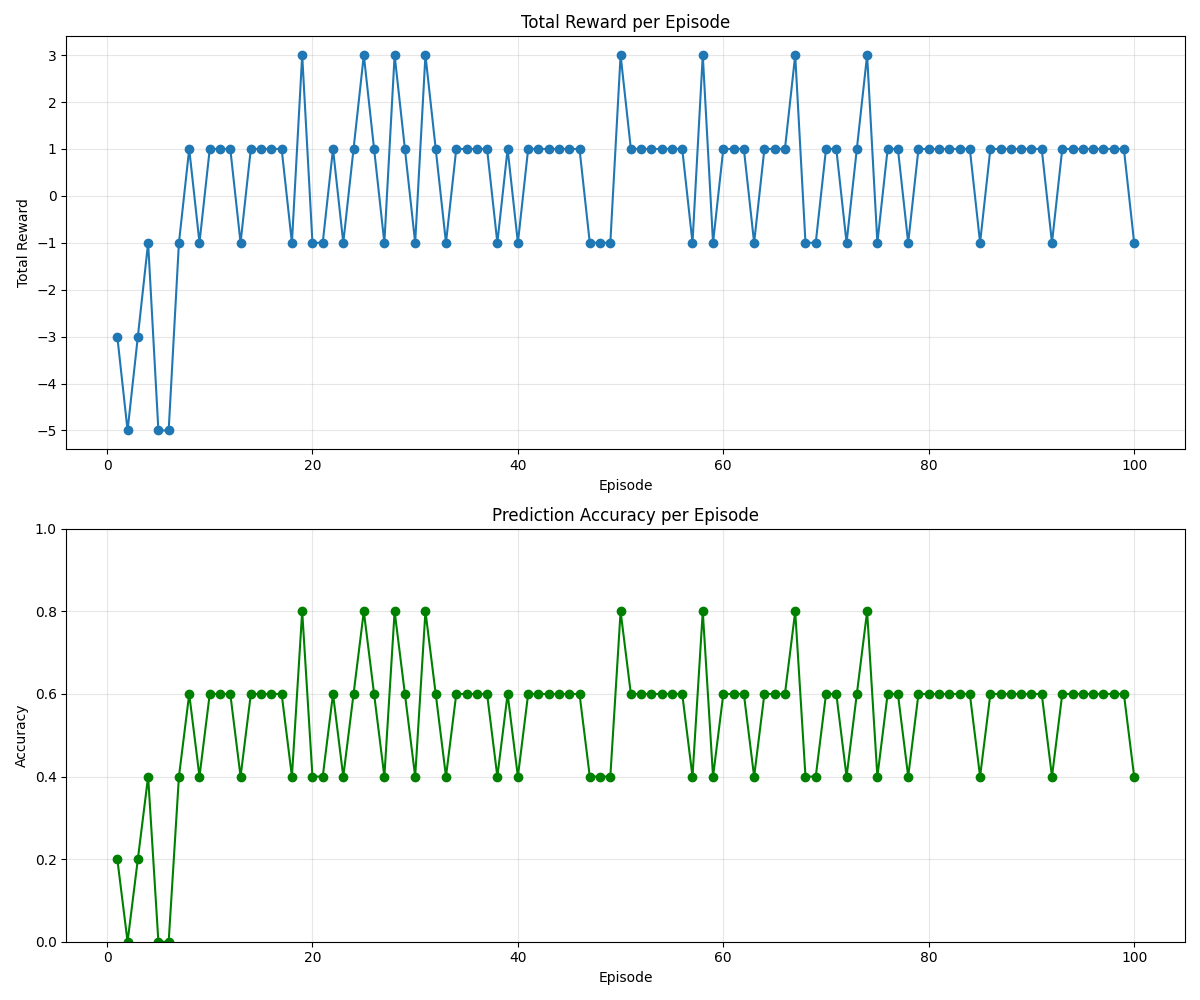 Total Reward per Episode
3
2
1
0
−1
−2
−3
−4
−5
Total Reward
0 20 40 60 80 100
Episode
Prediction Accuracy per Episode
1.0
0.8
0.6
0.4
0.2
0.0
Accuracy
0 20 40 60 80 100
Episode